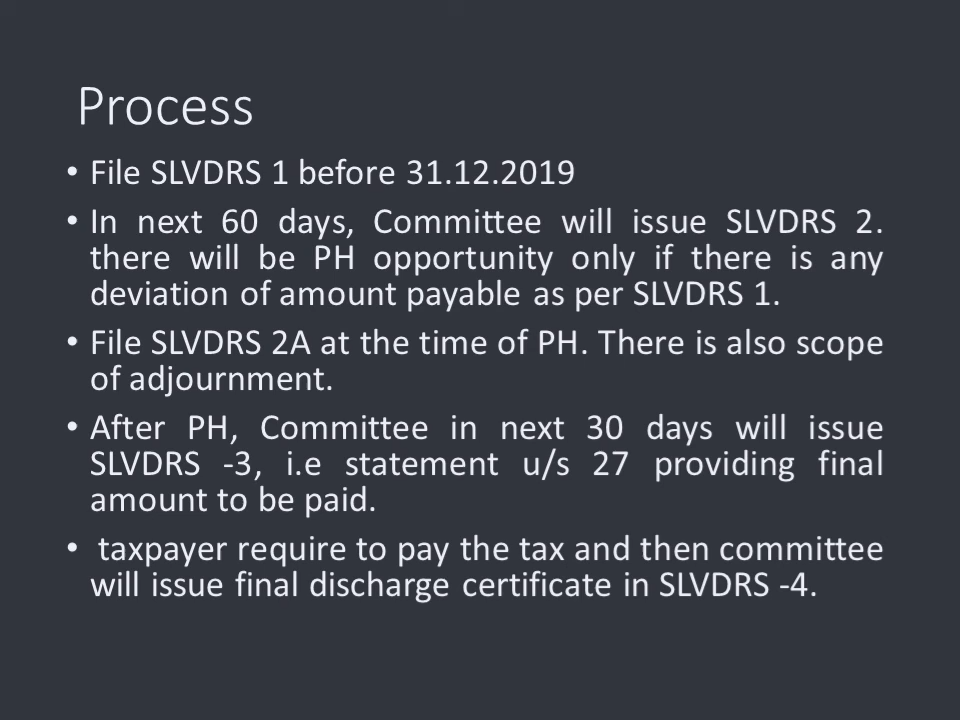 Process
• File SLVDRS 1 before 31.12.2019
• In next 60 days, Committee will issue SLVDRS 2.
there will be PH opportunity only if there is any
deviation of amount payable as per SLVDRS 1.
• File SLVDRS 2A at the time of PH. There is also scope
of adjournment.
• After PH, Committee in next 30 days will issue
SLVDRS -3, i.e statement u/s 27 providing final
amount to be paid.
• taxpayer require to pay the tax and then committee
will issue final discharge certificate in SLVDRS -4.